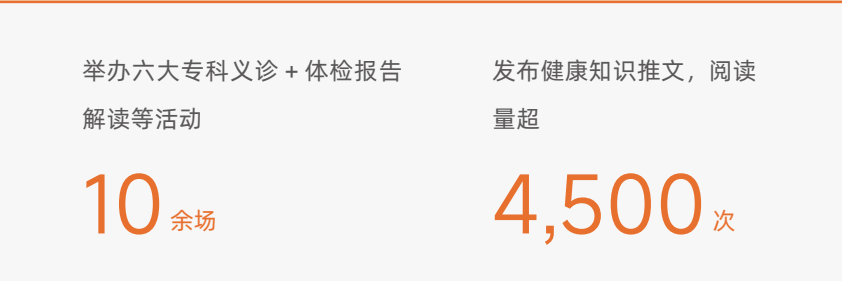 举办六大专科义诊 + 体检报告
解读等活动
10 余场
发布健康知识推文，阅读
量超
4,500 次